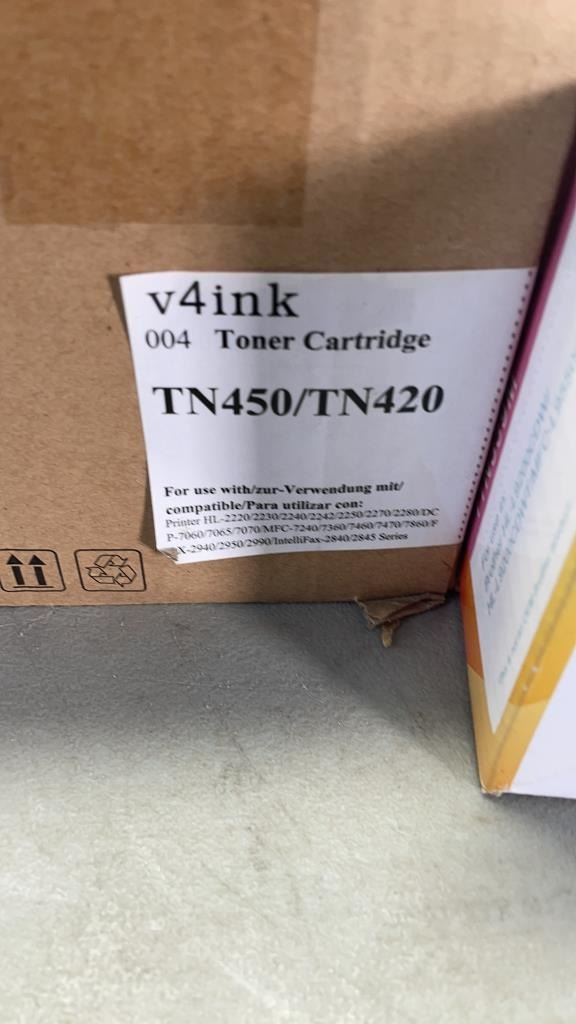 v4ink
004 Toner Cartridge
TN450/TN420
For use with/zur-Verwendung mit/
compatible/Para utilizar con:
Printer HL-2220/2230/2240/2242/2250/2270/2280/DC
P-7060/7065/7070/MFC-7240/7360/7460/7470/7860/F
X-2940/2950/2990/IntelliFax-2840/2845 Series